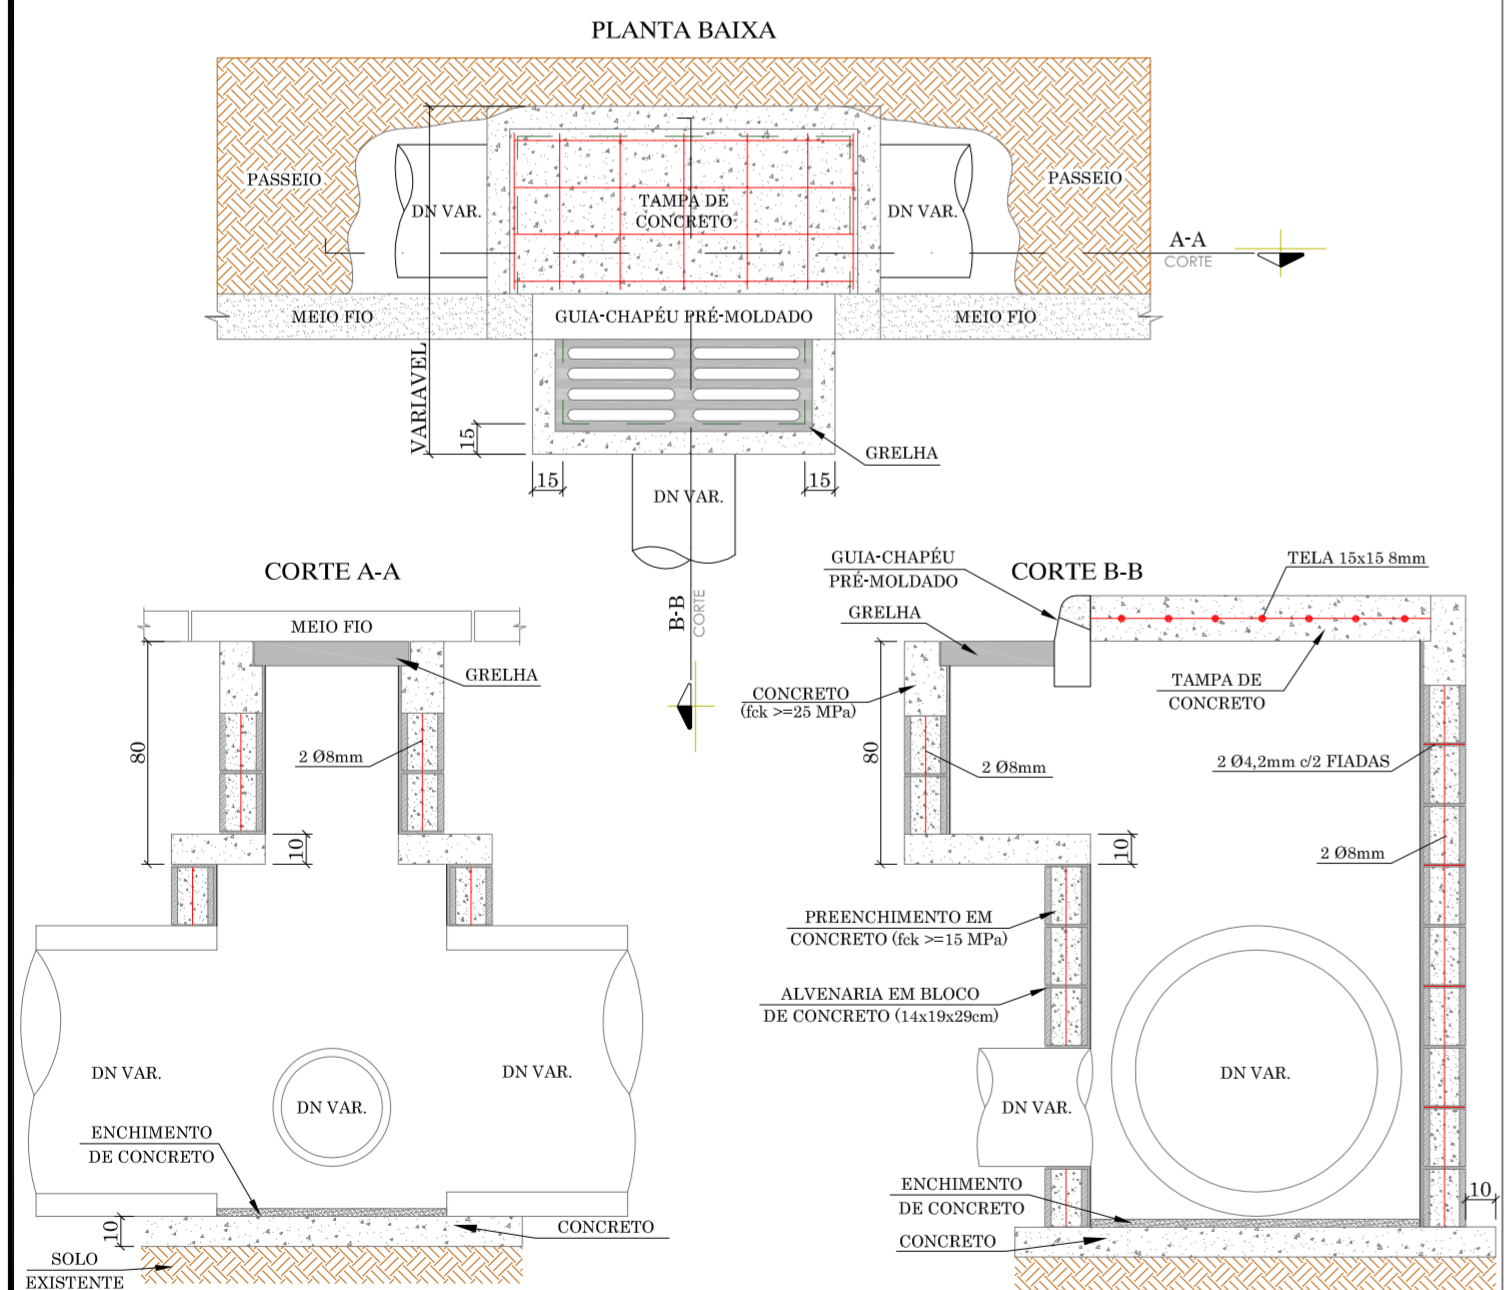 PLANTA BAIXA
PASSEIO
PASSEIO
TAMPA DE
CONCRETO
DN VAR.
DN VAR.
A-A
CORTE
MEIO FIO
GUIA-CHAPÉU PRÉ-MOLDADO
MEIO FIO
VARIAVEL
15
GRELHA
15
15
DN VAR.
B-B
CORTE
CORTE A-A
MEIO FIO
GRELHA
80
2 Ø8mm
10
DN VAR.
DN VAR.
DN VAR.
ENCHIMENTO
DE CONCRETO
10
CONCRETO
SOLO
EXISTENTE
CORTE B-B
GUIA-CHAPÉU
PRÉ-MOLDADO
TELA 15x15 8mm
GRELHA
CONCRETO
(fck >=25 MPa)
TAMPA DE
CONCRETO
80
2 Ø8mm
2 Ø4,2mm c/2 FIADAS
10
2 Ø8mm
PREENCHIMENTO EM
CONCRETO (fck >=15 MPa)
ALVENARIA EM BLOCO
DE CONCRETO (14x19x29cm)
DN VAR.
DN VAR.
ENCHIMENTO
DE CONCRETO
10
CONCRETO